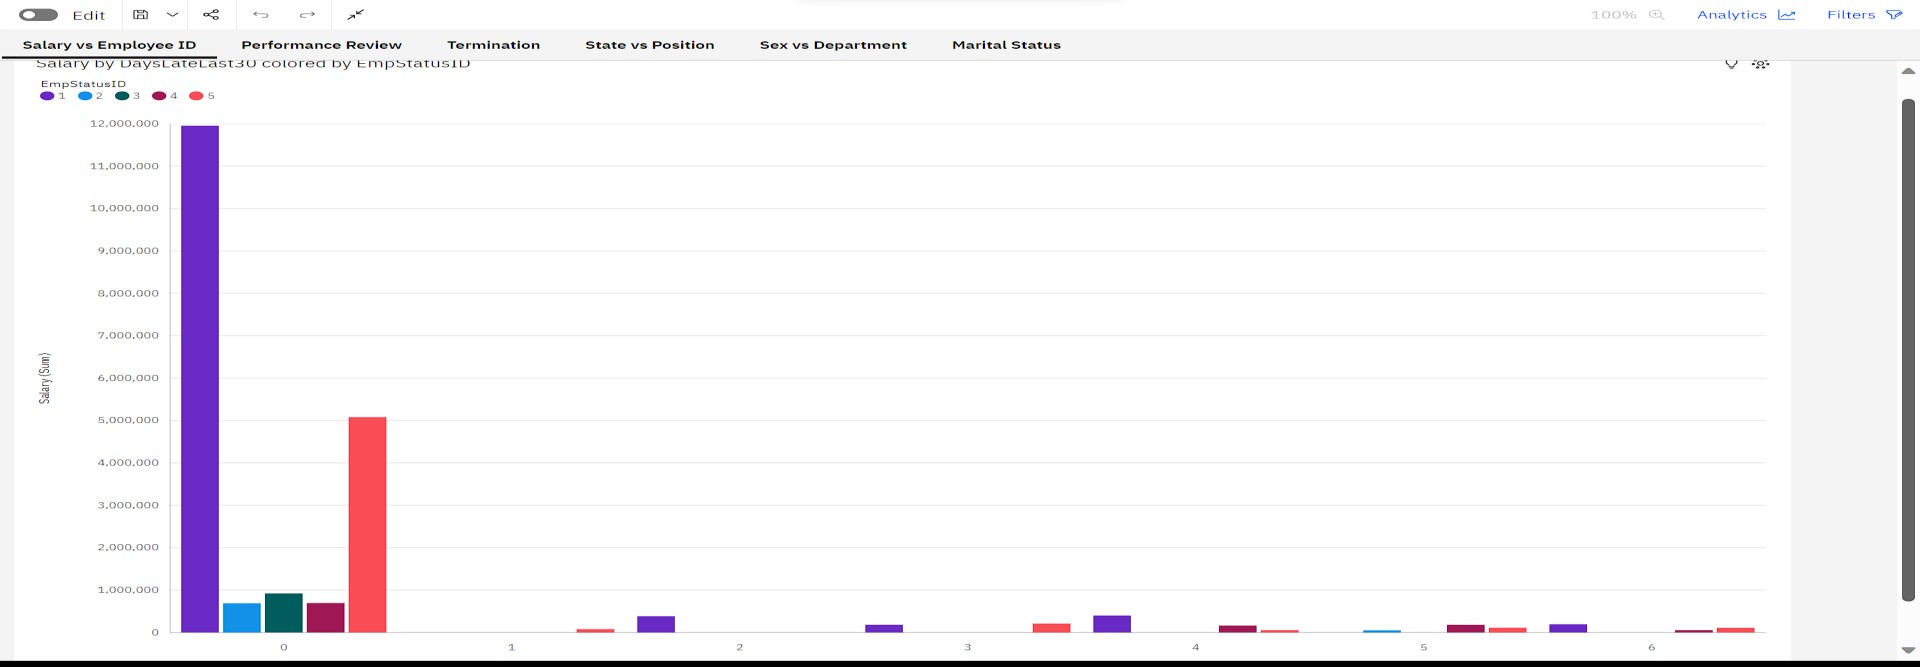 Edit
100%
Analytics
Filters
Salary vs Employee ID
Performance Review
Termination
State vs Position
Sex vs Department
Marital Status
Salary by DaysLateLast30 colored by EmpStatusID
EmpStatusID
1 2 3 4 5
12,000,000
11,000,000
10,000,000
9,000,000
8,000,000
7,000,000
6,000,000
5,000,000
4,000,000
3,000,000
2,000,000
1,000,000
0
Salary (Sum)
0 1 2 3 4 5 6